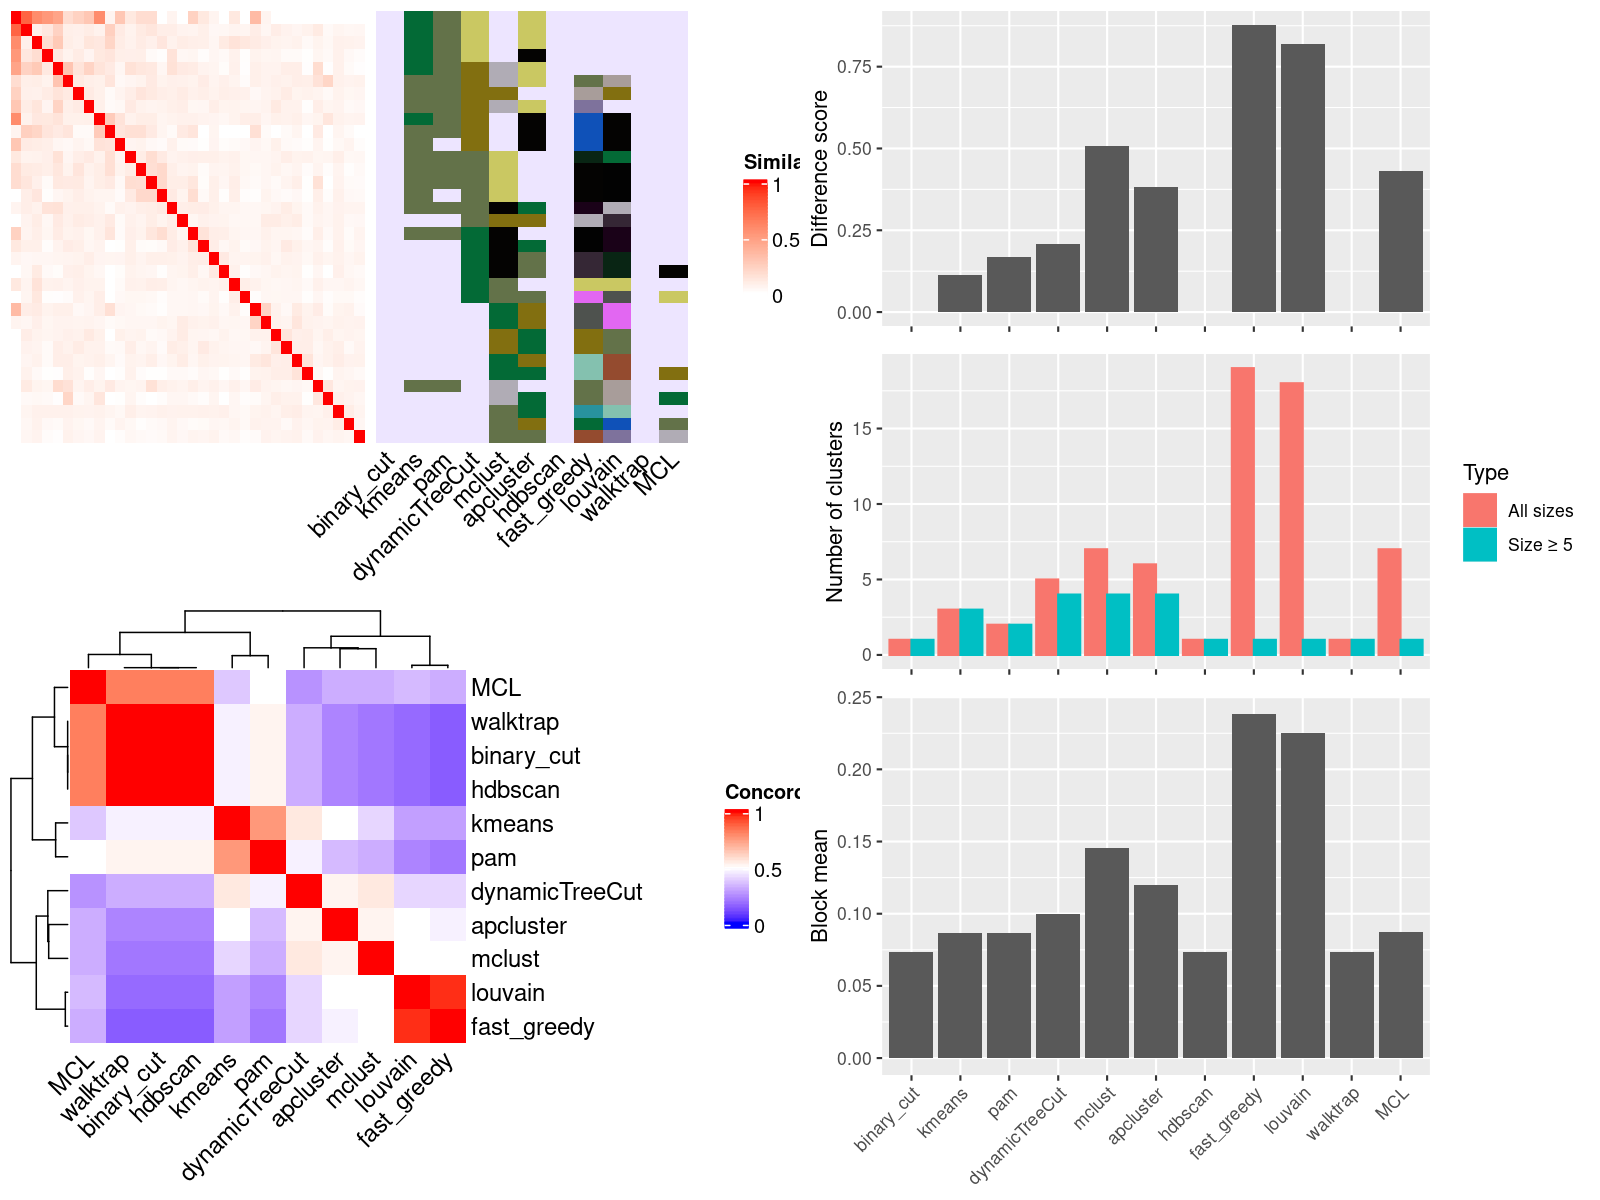 Simila
1
0.5
0
binary_cut
kmeans
pam
dynamicTreeCut
mclust
apcluster
hdbscan
fast_greedy
louvain
walktrap
MCL
MCL
walktrap
binary_cut
hdbscan
kmeans
pam
dynamicTreeCut
apcluster
mclust
louvain
fast_greedy
Concord
1
0.5
0
MCL
walktrap
binary_cut
hdbscan
kmeans
pam
dynamicTreeCut
apcluster
mclust
louvain
fast_greedy
Difference score
0.75
0.50
0.25
0.00
Number of clusters
15
10
5
0
Type
All sizes
Size ≥ 5
Block mean
0.25
0.20
0.15
0.10
0.05
0.00
binary_cut
kmeans
pam
dynamicTreeCut
mclust
apcluster
hdbscan
fast_greedy
louvain
walktrap
MCL